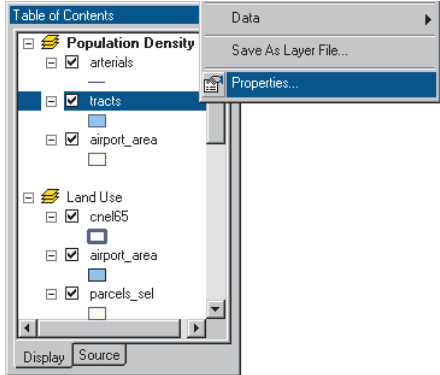 Table of Contents
Population Density
arterials
tracts
airport_area
Land Use
cnel65
airport_area
parcels_sel
Display
Source
Data
Save As Layer File...
Properties...